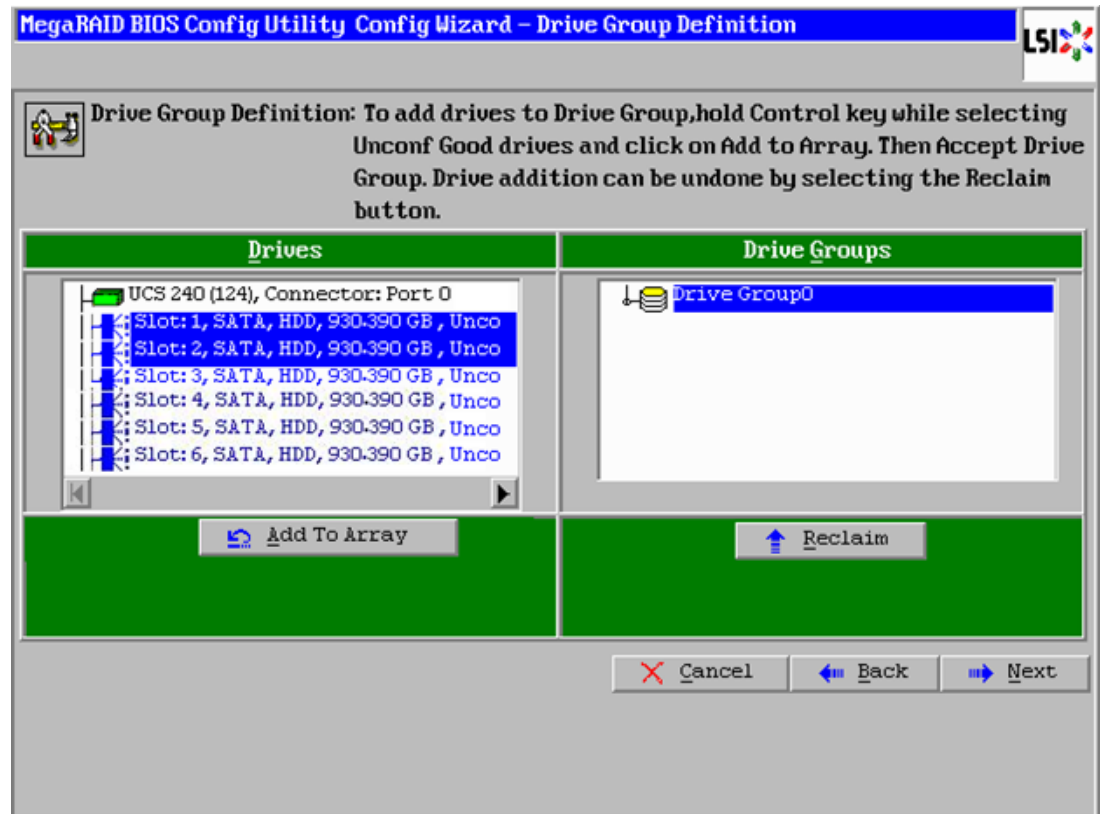 MegaRAID BIOS Config Utility Config Wizard – Drive Group Definition
LSI
Drive Group Definition: To add drives to Drive Group,hold Control key while selecting
Unconf Good drives and click on Add to Array. Then Accept Drive
Group. Drive addition can be undone by selecting the Reclaim
button.
Drives
Drive Groups
UCS 240 (124), Connector: Port 0
Drive Group0
Slot: 1, SATA, HDD, 930.390 GB , Unco
Slot: 2, SATA, HDD, 930.390 GB , Unco
Slot: 3, SATA, HDD, 930.390 GB , Unco
Slot: 4, SATA, HDD, 930.390 GB , Unco
Slot: 5, SATA, HDD, 930.390 GB , Unco
Slot: 6, SATA, HDD, 930.390 GB , Unco
Add To Array
Reclaim
Cancel
Back
Next